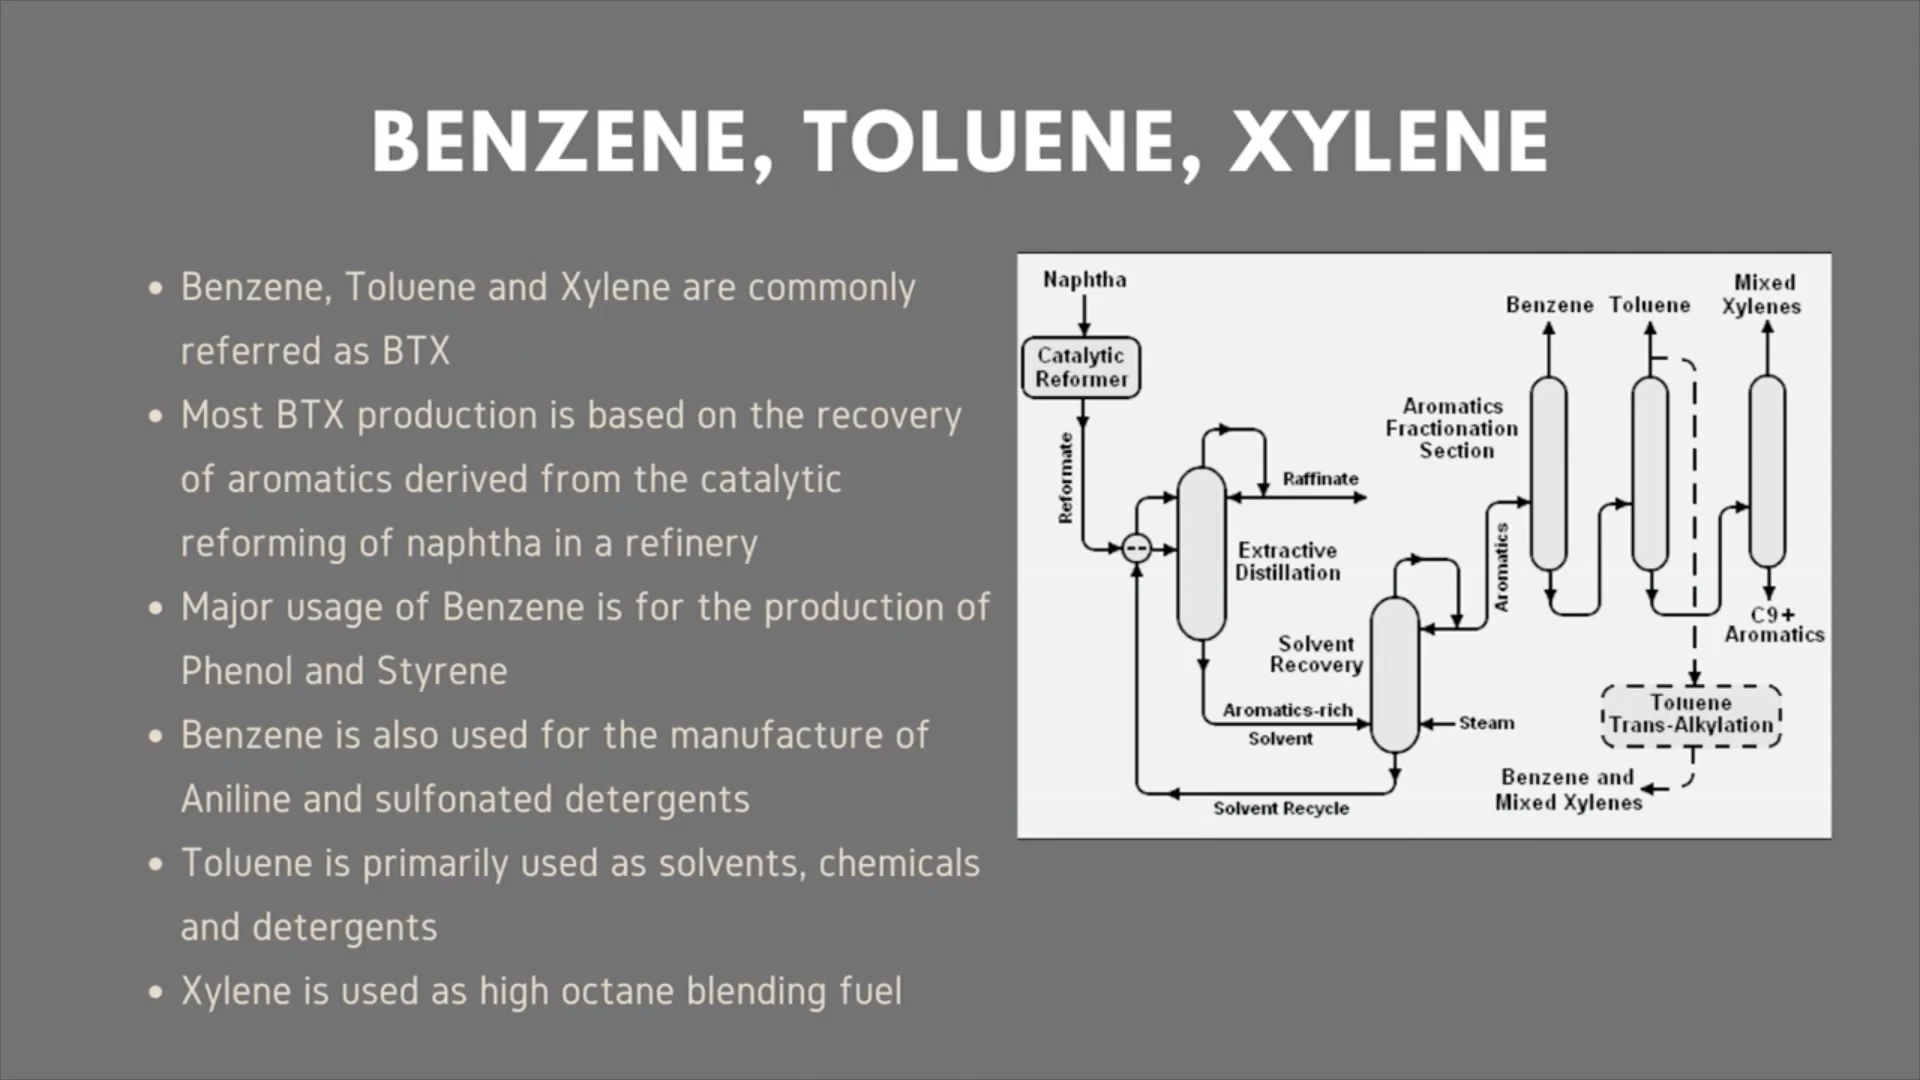 BENZENE, TOLUENE, XYLENE
• Benzene, Toluene and Xylene are commonly
referred as BTX
• Most BTX production is based on the recovery
of aromatics derived from the catalytic
reforming of naphtha in a refinery
• Major usage of Benzene is for the production of
Phenol and Styrene
• Benzene is also used for the manufacture of
Aniline and sulfonated detergents
• Toluene is primarily used as solvents, chemicals
and detergents
• Xylene is used as high octane blending fuel
Naphtha
Catalytic
Reformer
Reformate
Raffinate
Extractive
Distillation
Aromatics-rich
Solvent
Solvent Recycle
Solvent
Recovery
Steam
Aromatics
Aromatics
Fractionation
Section
Benzene
Toluene
Mixed
Xylenes
C9+
Aromatics
Toluene
Trans-Alkylation
Benzene and
Mixed Xylenes